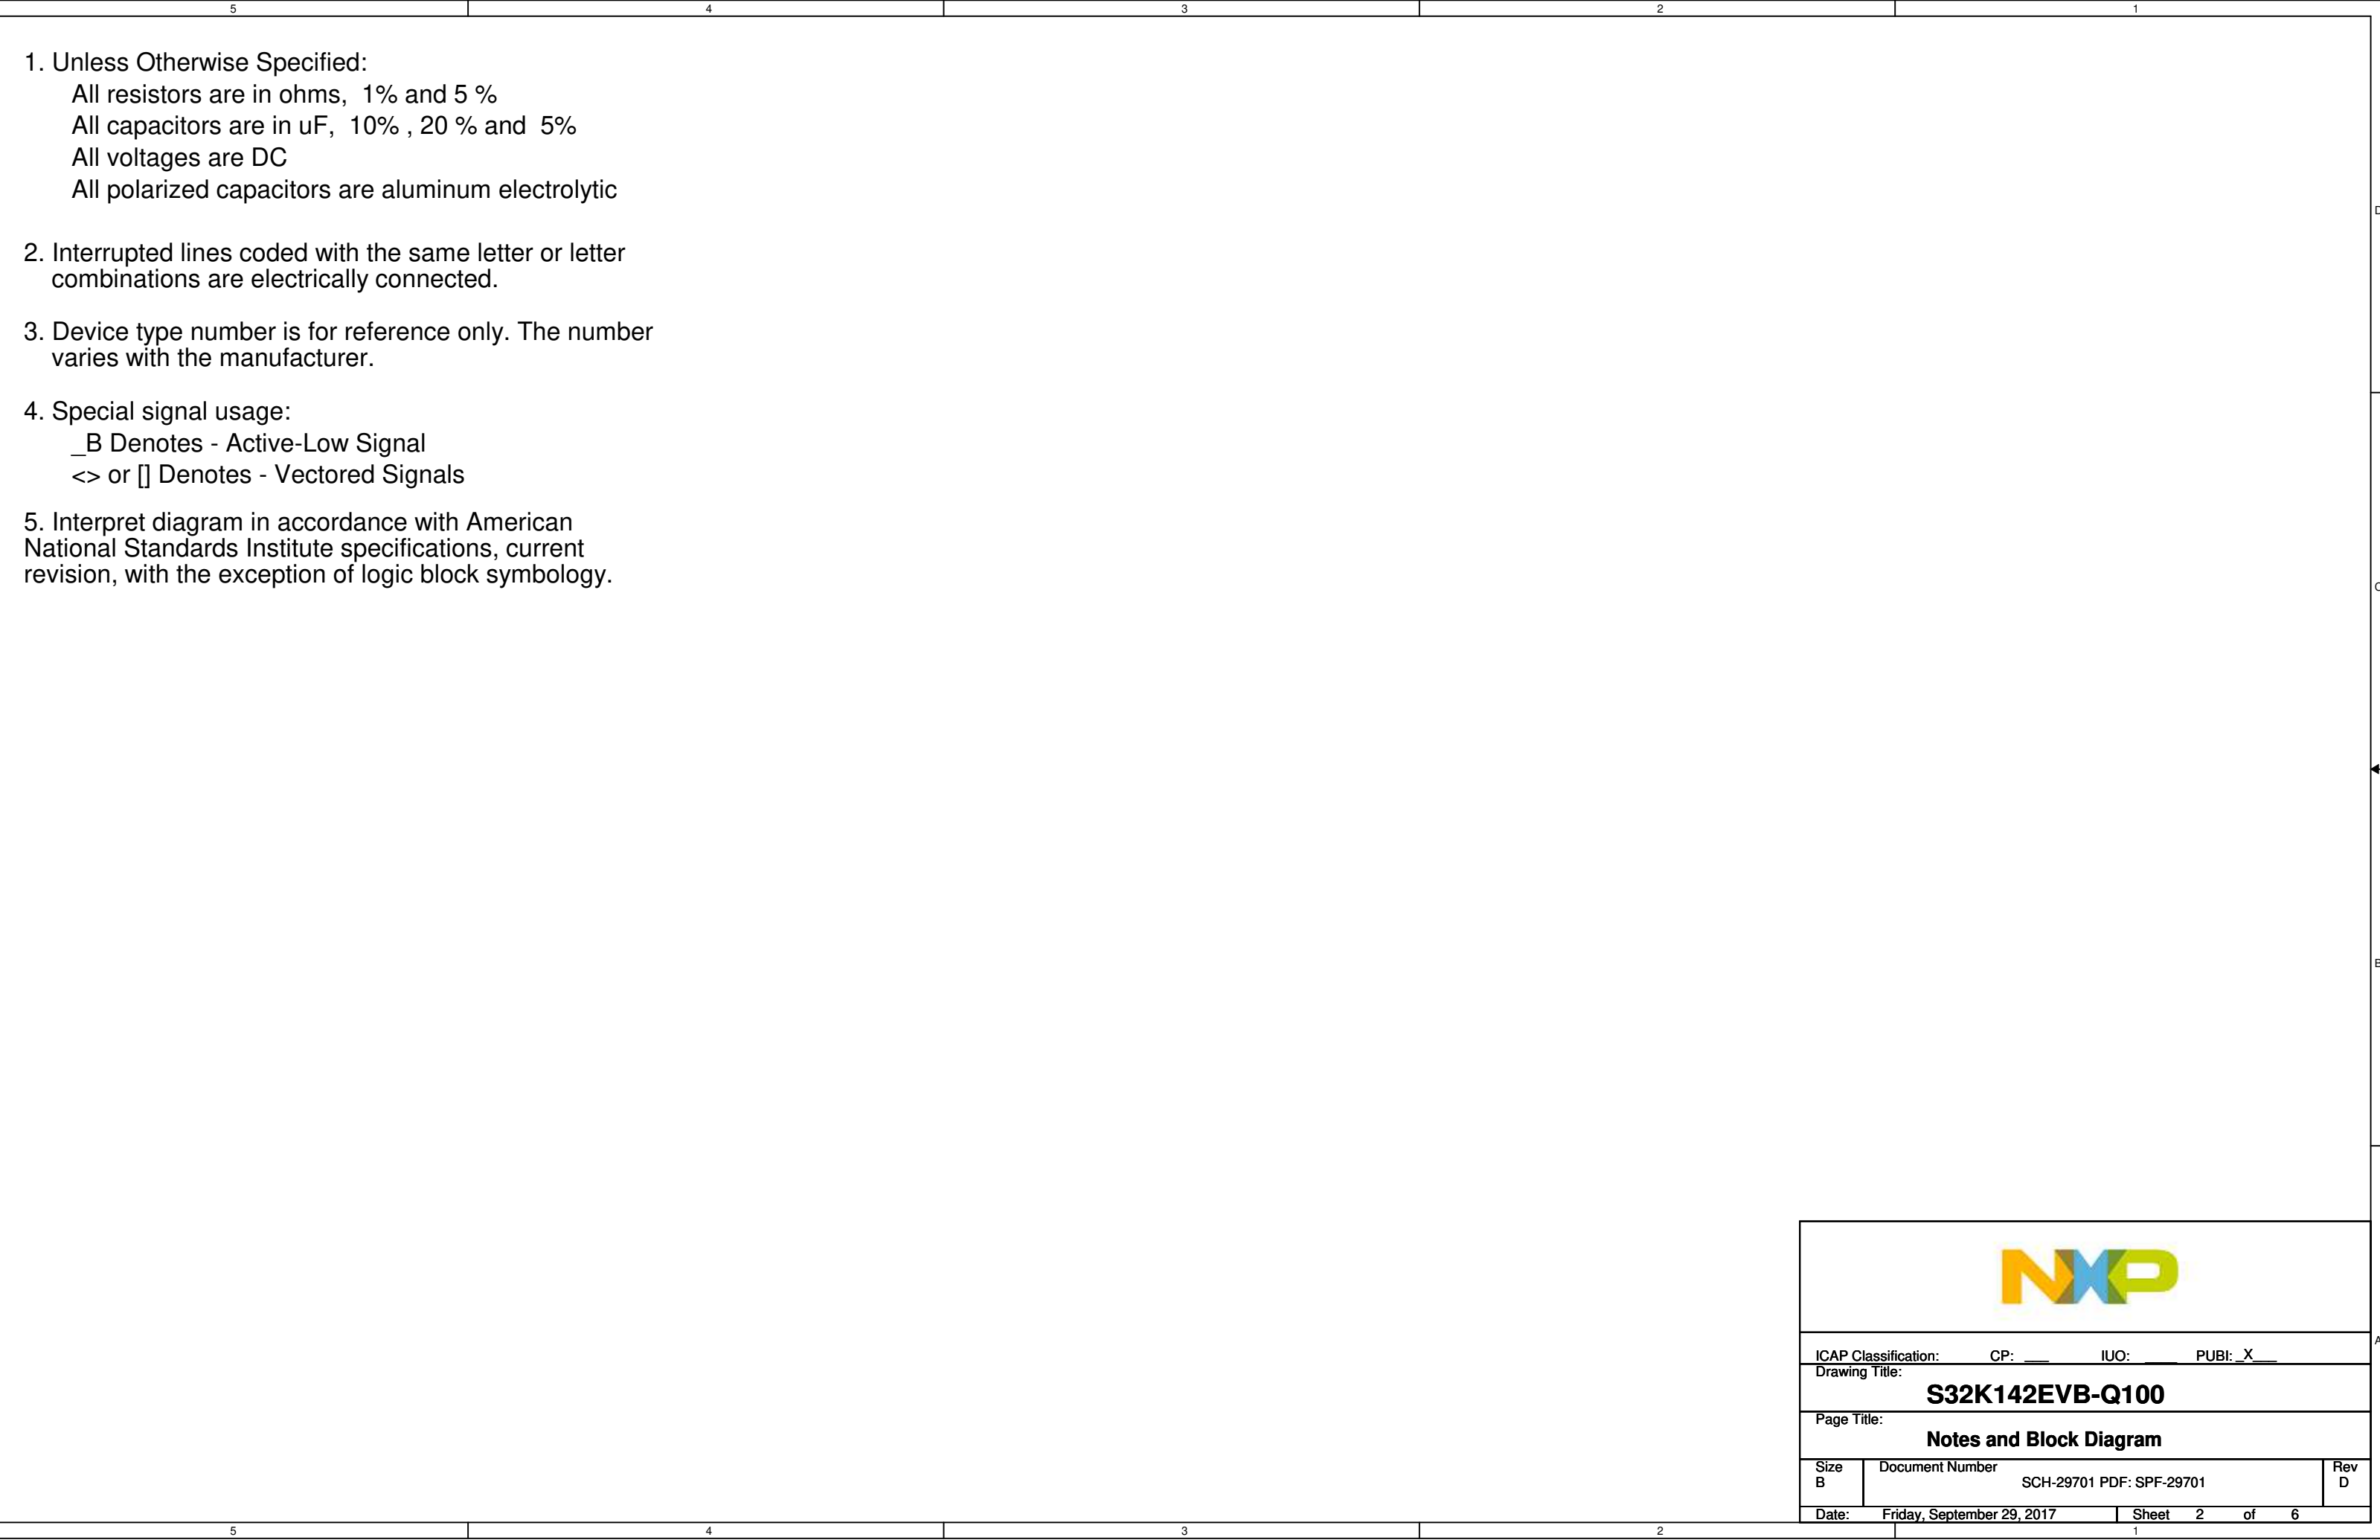 5 4 3 2 1
1. Unless Otherwise Specified:
All resistors are in ohms, 1% and 5 %
All capacitors are in uF, 10% , 20 % and 5%
All voltages are DC
All polarized capacitors are aluminum electrolytic
2. Interrupted lines coded with the same letter or letter
combinations are electrically connected.
3. Device type number is for reference only. The number
varies with the manufacturer.
4. Special signal usage:
_B Denotes - Active-Low Signal
<> or [] Denotes - Vectored Signals
5. Interpret diagram in accordance with American
National Standards Institute specifications, current
revision, with the exception of logic block symbology.
D
C
B
A
NXP
ICAP Classification: CP: ___ IUO: ____ PUBI: _X___
Drawing Title:
S32K142EVB-Q100
Page Title:
Notes and Block Diagram
Size Document Number Rev
B SCH-29701 PDF: SPF-29701 D
Date: Friday, September 29, 2017 Sheet 2 of 6
5 4 3 2 1